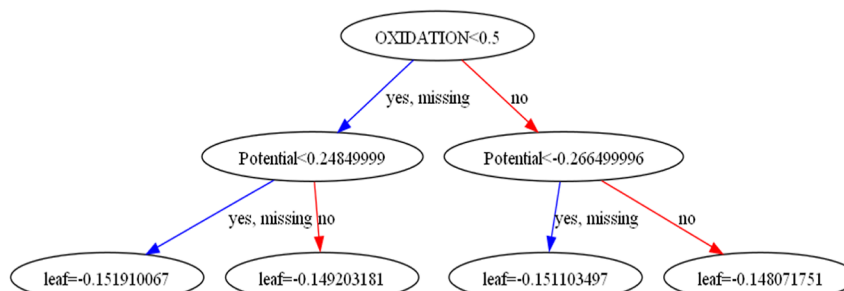 OXIDATION<0.5
yes, missing
no
Potential<0.24849999
Potential<-0.266499996
yes, missing
no
yes, missing
no
leaf=-0.151910067
leaf=-0.149203181
leaf=-0.151103497
leaf=-0.148071751